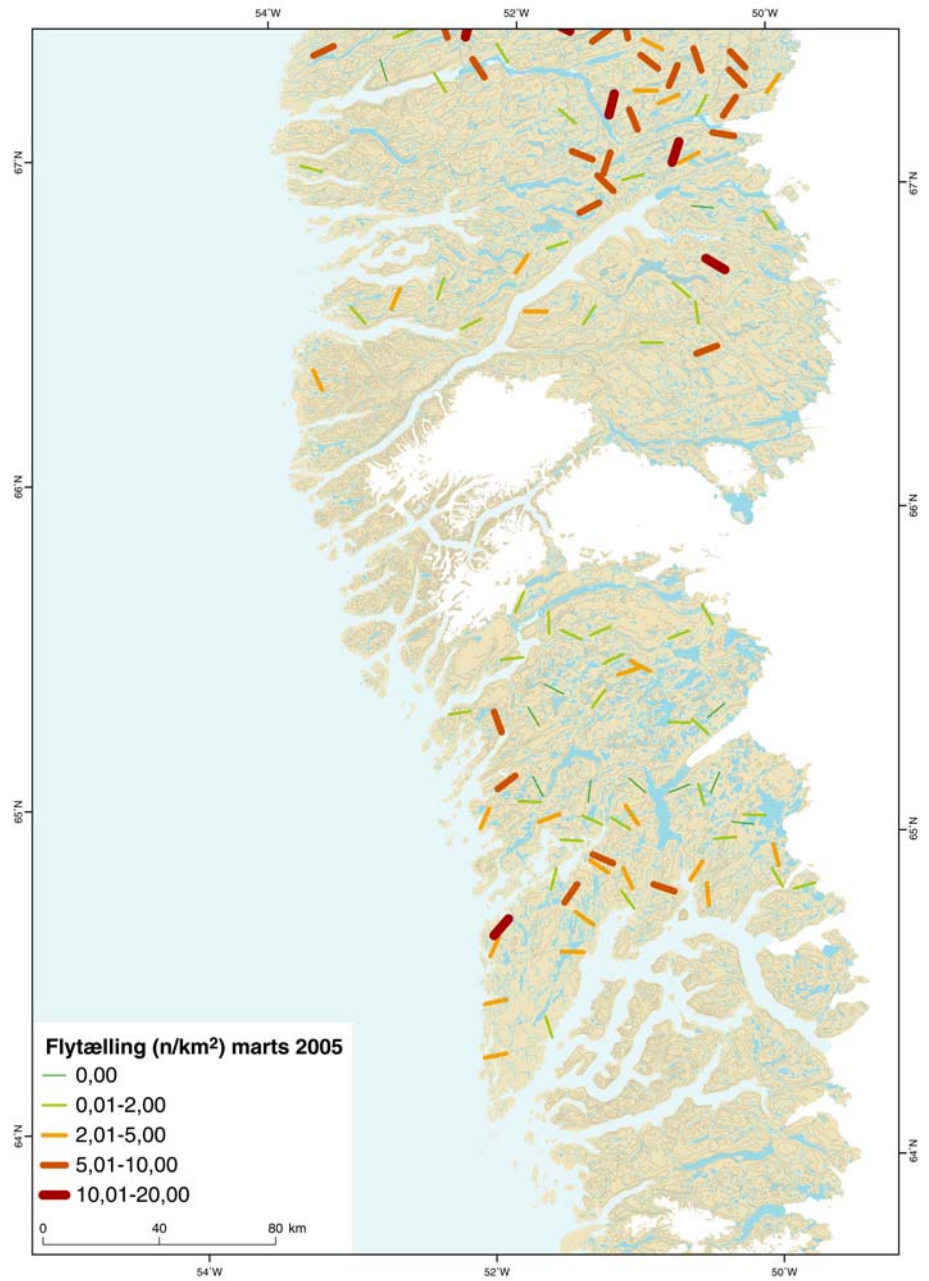 54°W 52°W 50°W
67°N 67°N
66°N 66°N
65°N 65°N
64°N 64°N
Flytælling (n/km²) marts 2005
0,00
0,01-2,00
2,01-5,00
5,01-10,00
10,01-20,00
0 40 80 km
54°W 52°W 50°W